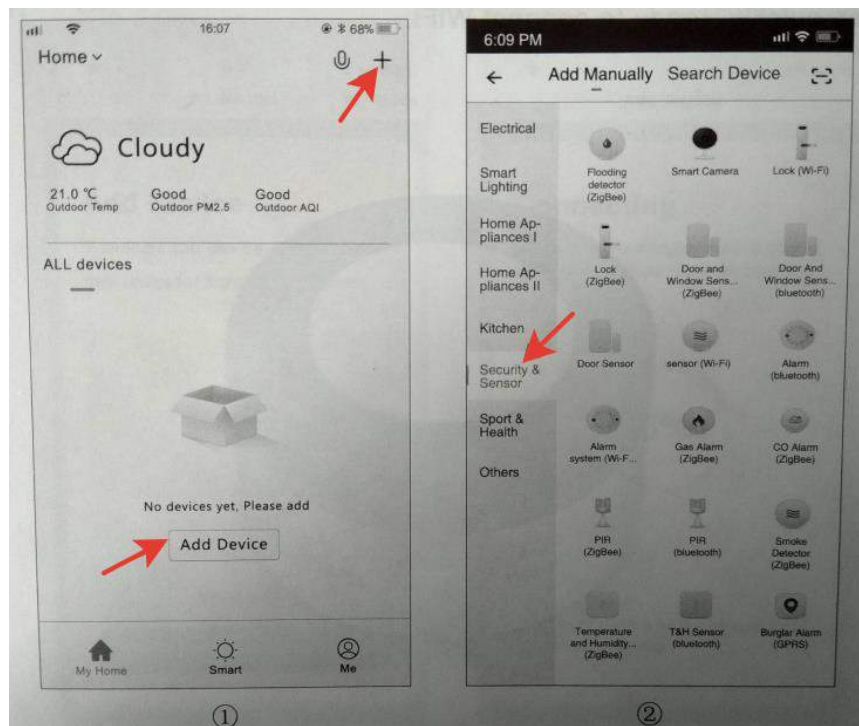 16:07
68%
Home
Cloudy
21.0 °C Good Good
Outdoor Temp Outdoor PM2.5 Outdoor AQI
ALL devices
No devices yet, Please add
Add Device
My Home Smart Me
①
6:09 PM
Add Manually Search Device
Electrical
Smart
Lighting
Home Ap-
pliances I
Home Ap-
pliances II
Kitchen
Security &
Sensor
Sport &
Health
Others
Flooding
detector
(ZigBee)
Smart Camera
Lock (Wi-Fi)
Lock
(ZigBee)
Door and
Window Sens...
(ZigBee)
Door And
Window Sens...
(bluetooth)
Door Sensor
sensor (Wi-Fi)
Alarm
(bluetooth)
Alarm
system (Wi-F...
Gas Alarm
(ZigBee)
CO Alarm
(ZigBee)
PIR
(ZigBee)
PIR
(bluetooth)
Smoke
Detector
(ZigBee)
Temperature
and Humidity...
(ZigBee)
T&H Sensor
(bluetooth)
Burglar Alarm
(GPRS)
②